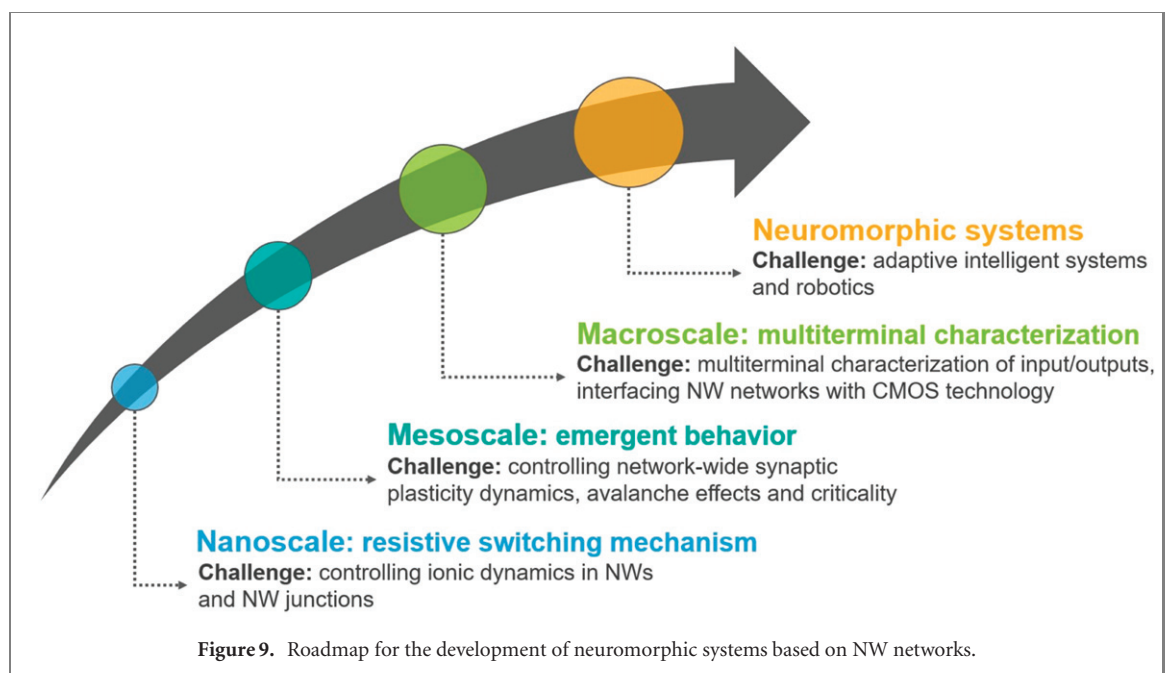 Neuromorphic systems
Challenge: adaptive intelligent systems
and robotics
Macroscale: multiterminal characterization
Challenge: multiterminal characterization of input/outputs,
interfacing NW networks with CMOS technology
Mesoscale: emergent behavior
Challenge: controlling network-wide synaptic
plasticity dynamics, avalanche effects and criticality
Nanoscale: resistive switching mechanism
Challenge: controlling ionic dynamics in NWs
and NW junctions
Figure 9. Roadmap for the development of neuromorphic systems based on NW networks.